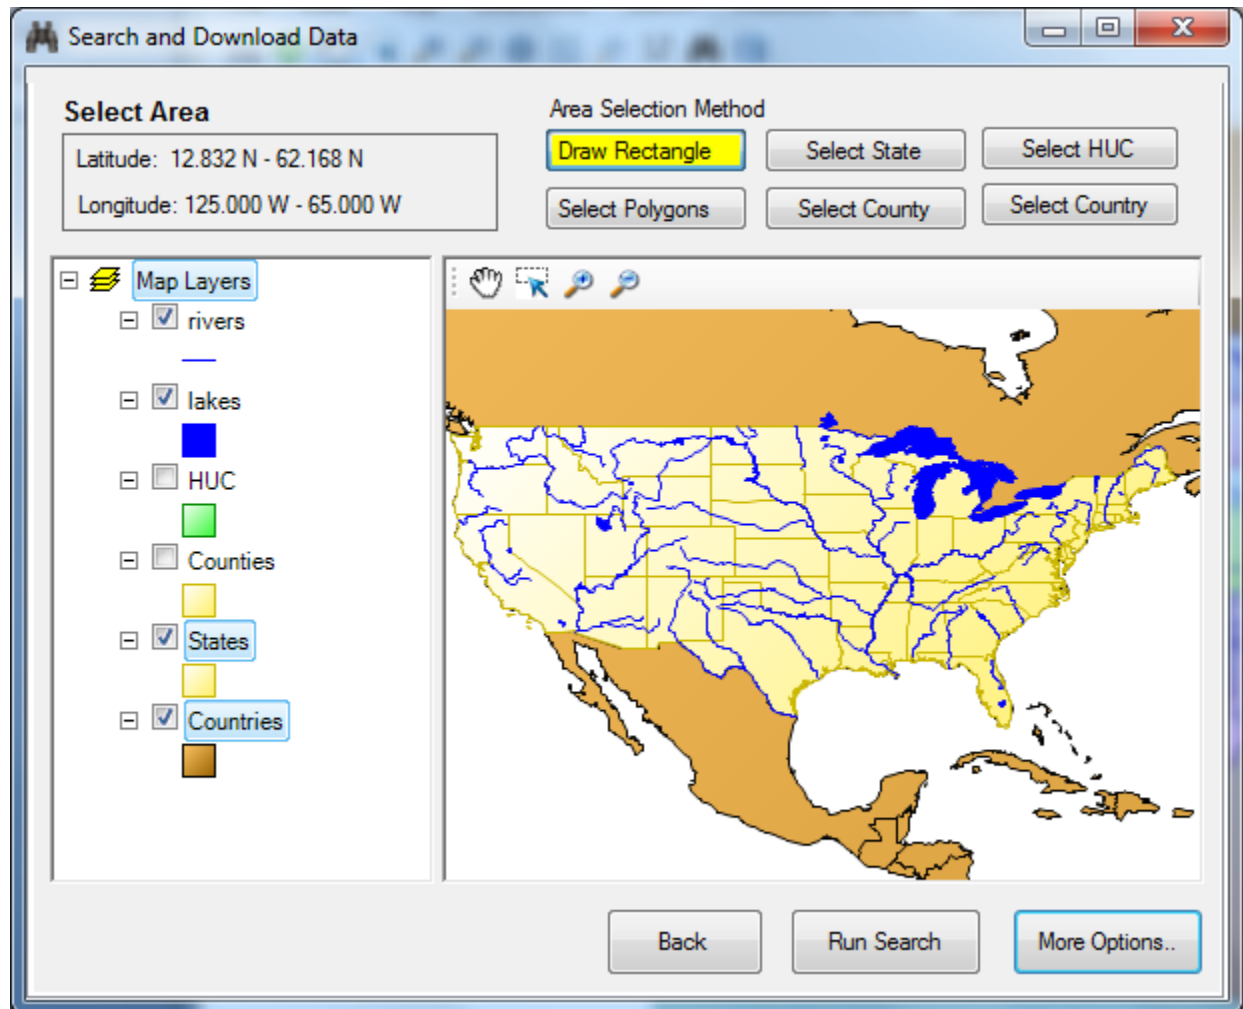 Search and Download Data
Select Area
Latitude: 12.832 N - 62.168 N
Longitude: 125.000 W - 65.000 W
Area Selection Method
Draw Rectangle
Select State
Select HUC
Select Polygons
Select County
Select Country
Map Layers
rivers
lakes
HUC
Counties
States
Countries
Back
Run Search
More Options..